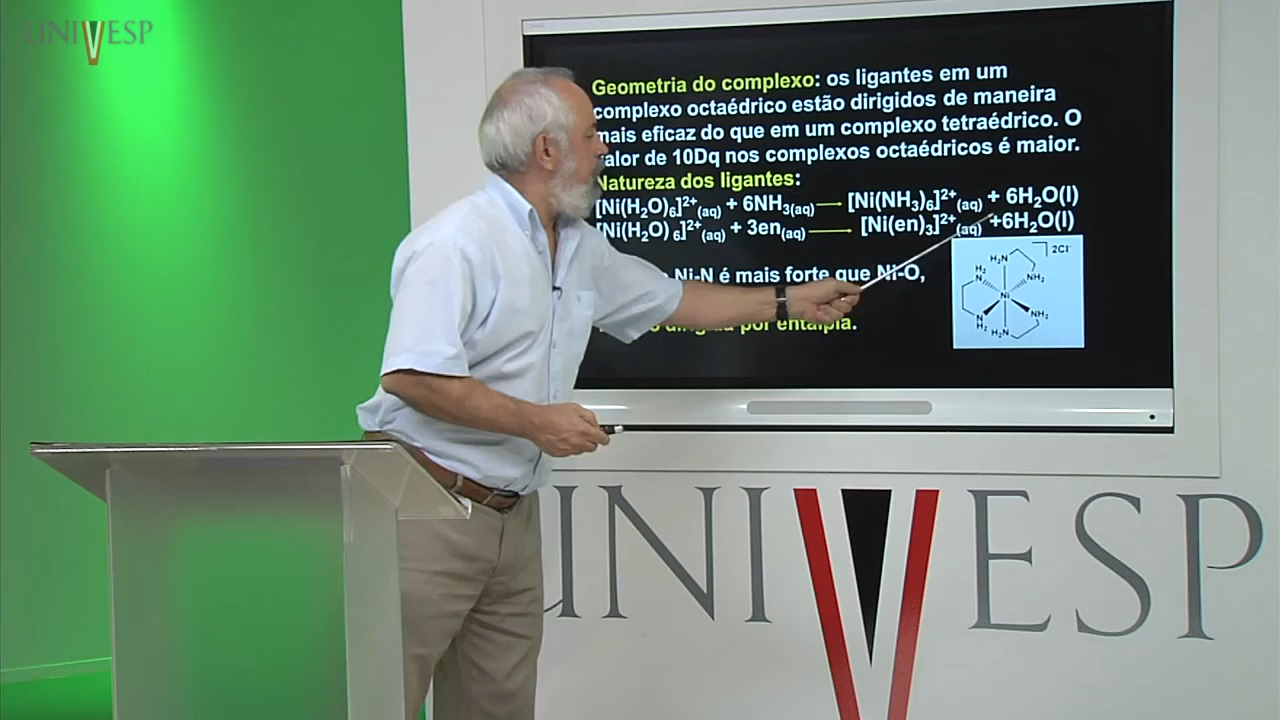 UNIVESP
Geometria do complexo: os ligantes em um
complexo octaédrico estão dirigidos de maneira
mais eficaz do que em um complexo tetraédrico. O
valor de 10Dq nos complexos octaédricos é maior.
Natureza dos ligantes:
[Ni(H₂O)₆]²⁺(aq) + 6NH₃(aq) → [Ni(NH₃)₆]²⁺(aq) + 6H₂O(l)
[Ni(H₂O)₆]²⁺(aq) + 3en(aq) → [Ni(en)₃]²⁺(aq) +6H₂O(l)
2Cl⁻
H₂N
H₂
N
NH₂
Ni
N
H₂
NH₂
H₂N
Ni-N é mais forte que Ni-O,
dirigida por entalpia.
UNIVESP